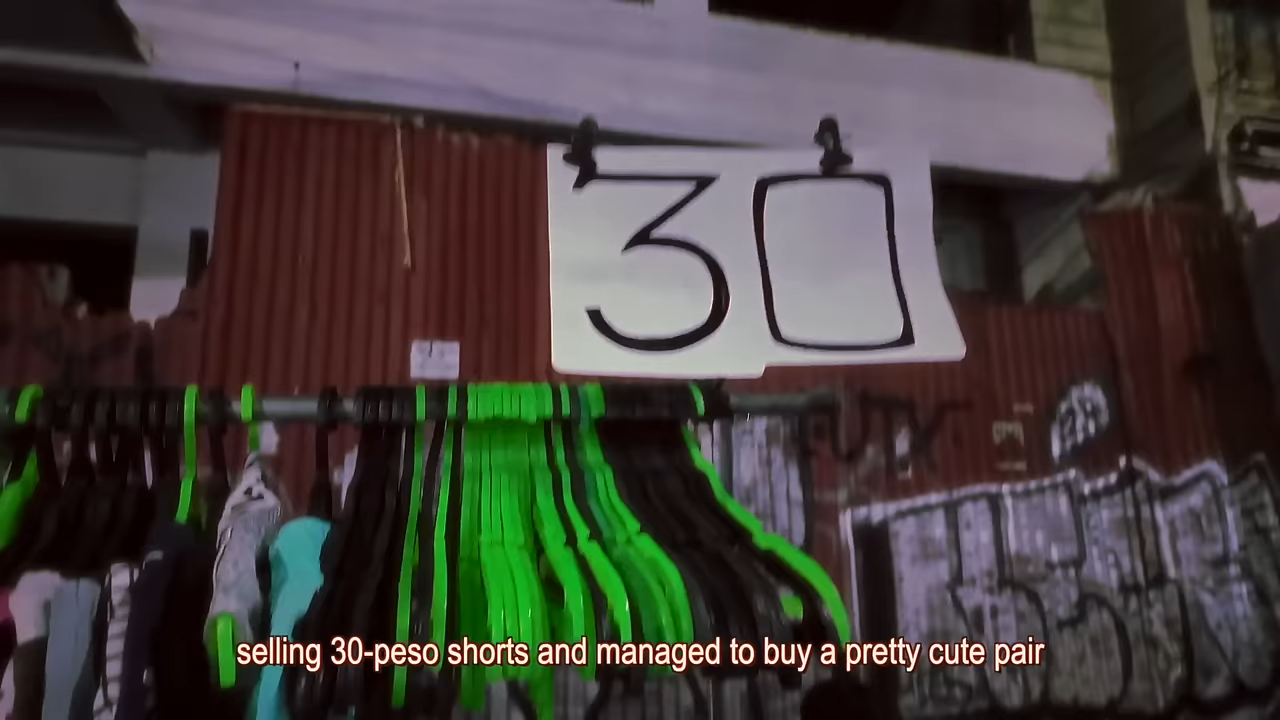 30
selling 30-peso shorts and managed to buy a pretty cute pair